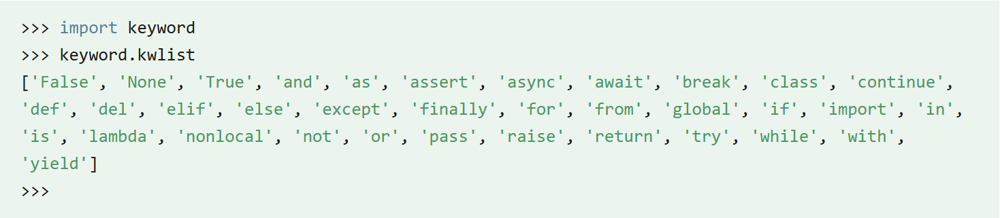 >>> import keyword
>>> keyword.kwlist
['False', 'None', 'True', 'and', 'as', 'assert', 'async', 'await', 'break', 'class', 'continue',
'def', 'del', 'elif', 'else', 'except', 'finally', 'for', 'from', 'global', 'if', 'import', 'in',
'is', 'lambda', 'nonlocal', 'not', 'or', 'pass', 'raise', 'return', 'try', 'while', 'with',
'yield']
>>>